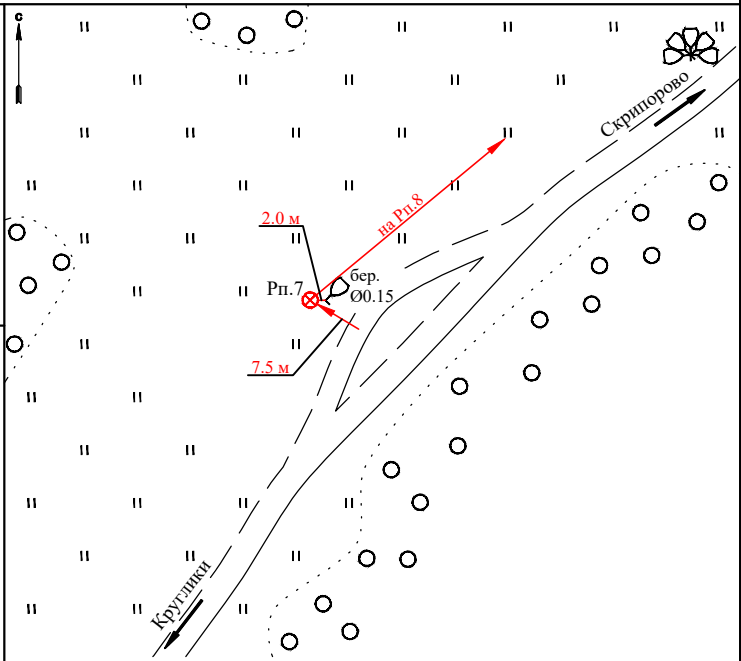 с
Скрипорово
на Рп.8
2.0 м
бер.
Рп.7
Ø0.15
7.5 м
Круглики